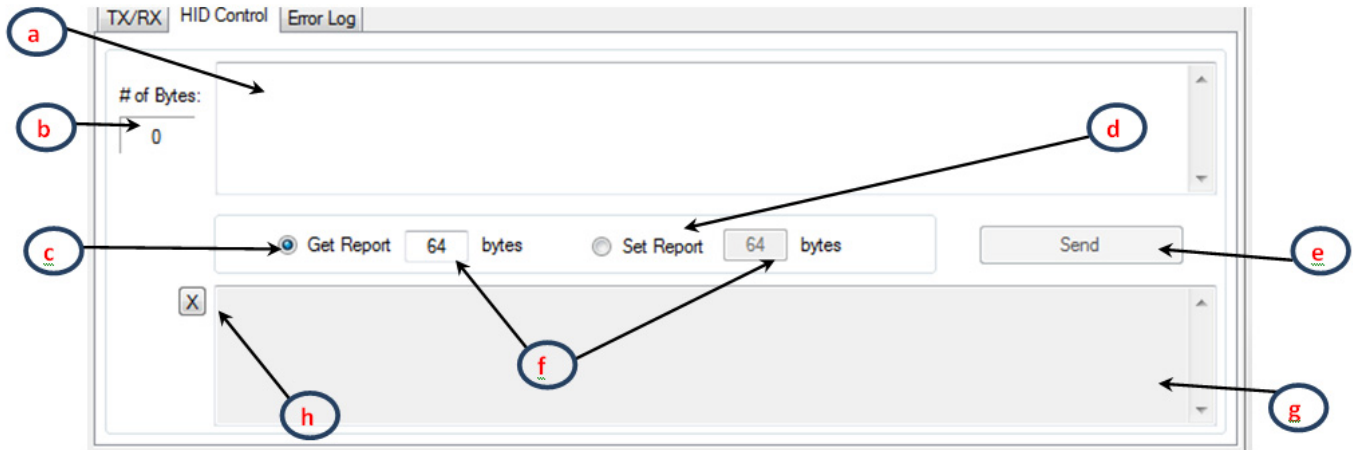 TX/RX HID Control Error Log
a
# of Bytes:
b 0 d
c Get Report 64 bytes Set Report 64 bytes Send e
X
f
h g